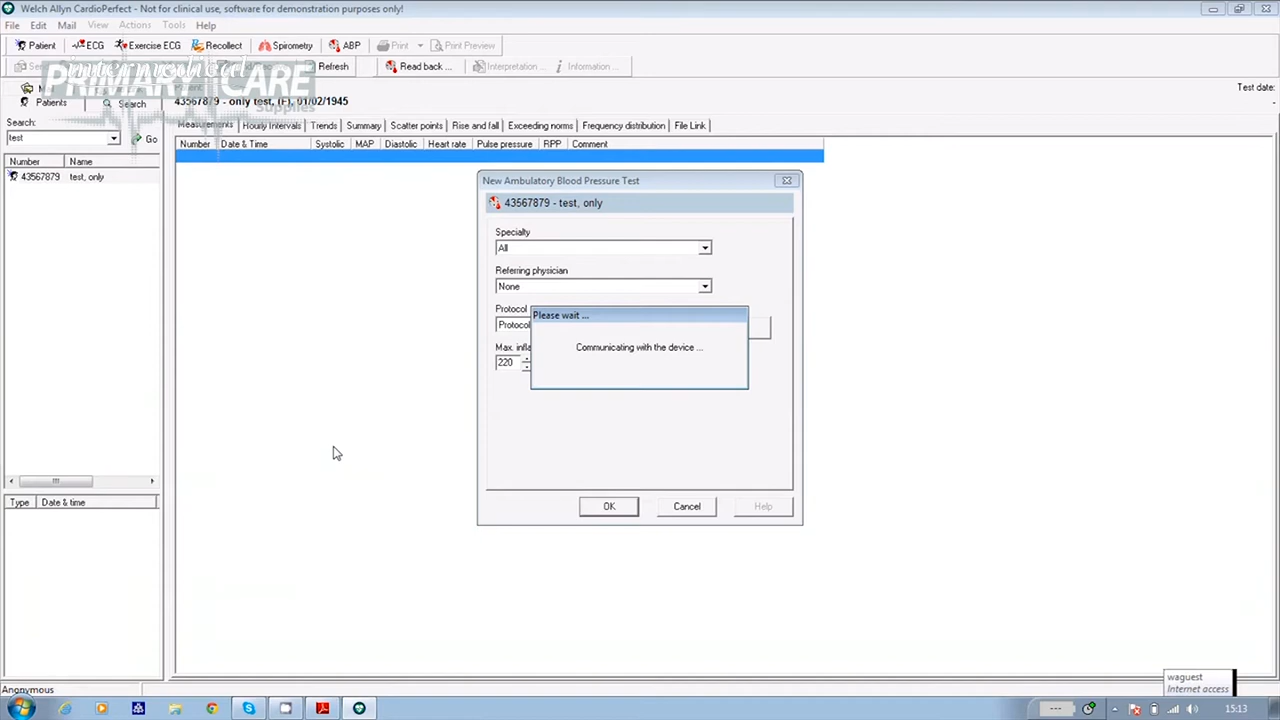 Welch Allyn CardioPerfect - Not for clinical use, software for demonstration purposes only!
File Edit Mail View Actions Tools Help
Patient ECG Exercise ECG Recollect Spirometry ABP Print Print Preview
Refresh Read back ... Interpretation ... Information ...
intermedical
PRIMARY CARE
Supplies
Patients Search
43567879 - only test, (F), 01/02/1945
Test date:
-
Search:
test Go
Measurements Hourly Intervals Trends Summary Scatter points Rise and fall Exceeding norms Frequency distribution File Link
Number Date & Time Systolic MAP Diastolic Heart rate Pulse pressure RPP Comment
Number Name
43567879 test, only
New Ambulatory Blood Pressure Test
43567879 - test, only
Specialty
All
Referring physician
None
Protocol
Protocol
Please wait ...
Communicating with the device ...
Max. infla
220
OK Cancel Help
Type Date & time
Anonymous
waguest
Internet access
15:13